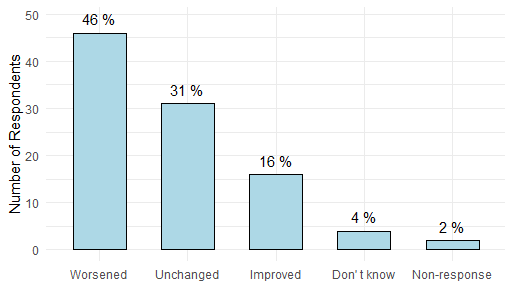 Number of Respondents
50
40
30
20
10
0
46 %
31 %
16 %
4 %
2 %
Worsened
Unchanged
Improved
Don't know
Non-response